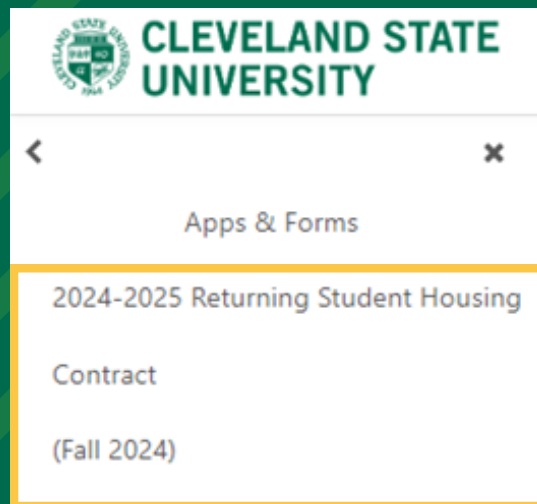 CLEVELAND STATE
UNIVERSITY
Apps & Forms
2024-2025 Returning Student Housing
Contract
(Fall 2024)